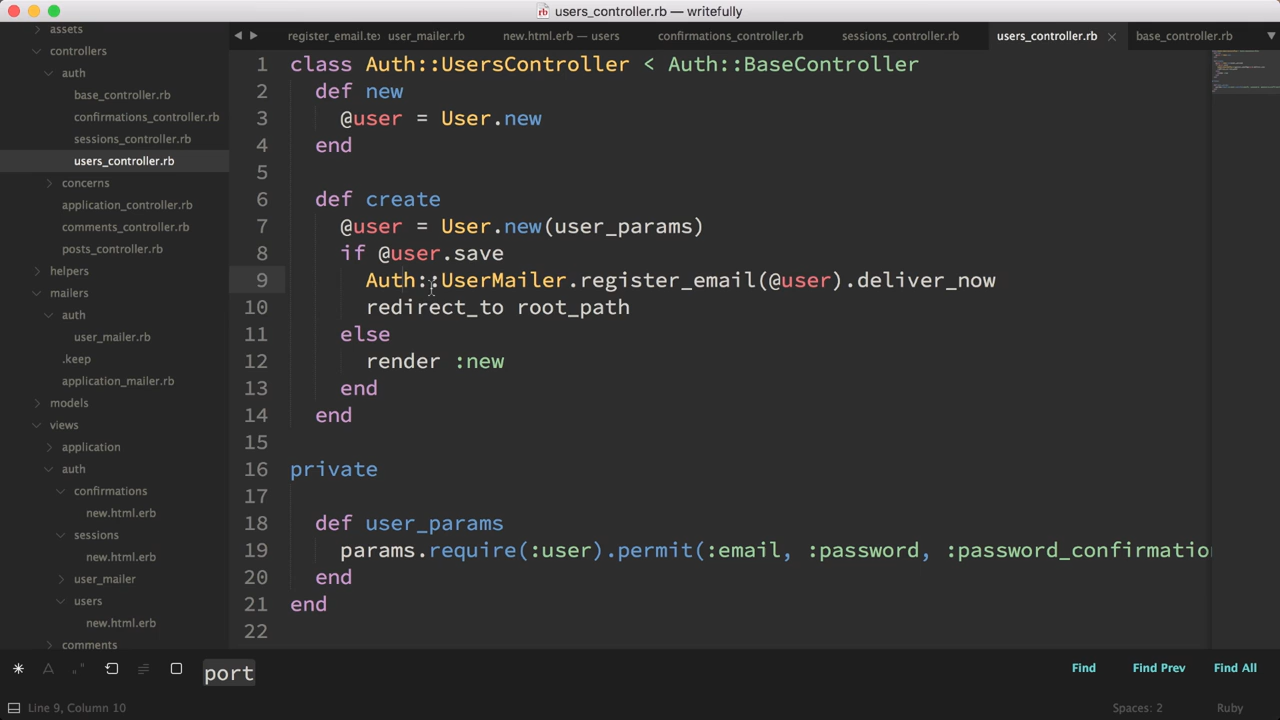 users_controller.rb — writefully
assets
controllers
auth
base_controller.rb
confirmations_controller.rb
sessions_controller.rb
users_controller.rb
concerns
application_controller.rb
comments_controller.rb
posts_controller.rb
helpers
mailers
auth
user_mailer.rb
.keep
application_mailer.rb
models
views
application
auth
confirmations
new.html.erb
sessions
new.html.erb
user_mailer
users
new.html.erb
comments
register_email.tex user_mailer.rb new.html.erb — users confirmations_controller.rb sessions_controller.rb users_controller.rb base_controller.rb
1 class Auth::UsersController < Auth::BaseController
2 def new
3 @user = User.new
4 end
5
6 def create
7 @user = User.new(user_params)
8 if @user.save
9 Auth::UserMailer.register_email(@user).deliver_now
10 redirect_to root_path
11 else
12 render :new
13 end
14 end
15
16 private
17
18 def user_params
19 params.require(:user).permit(:email, :password, :password_confirmatio
20 end
21 end
22
port
Find Find Prev Find All
Line 9, Column 10
Spaces: 2 Ruby